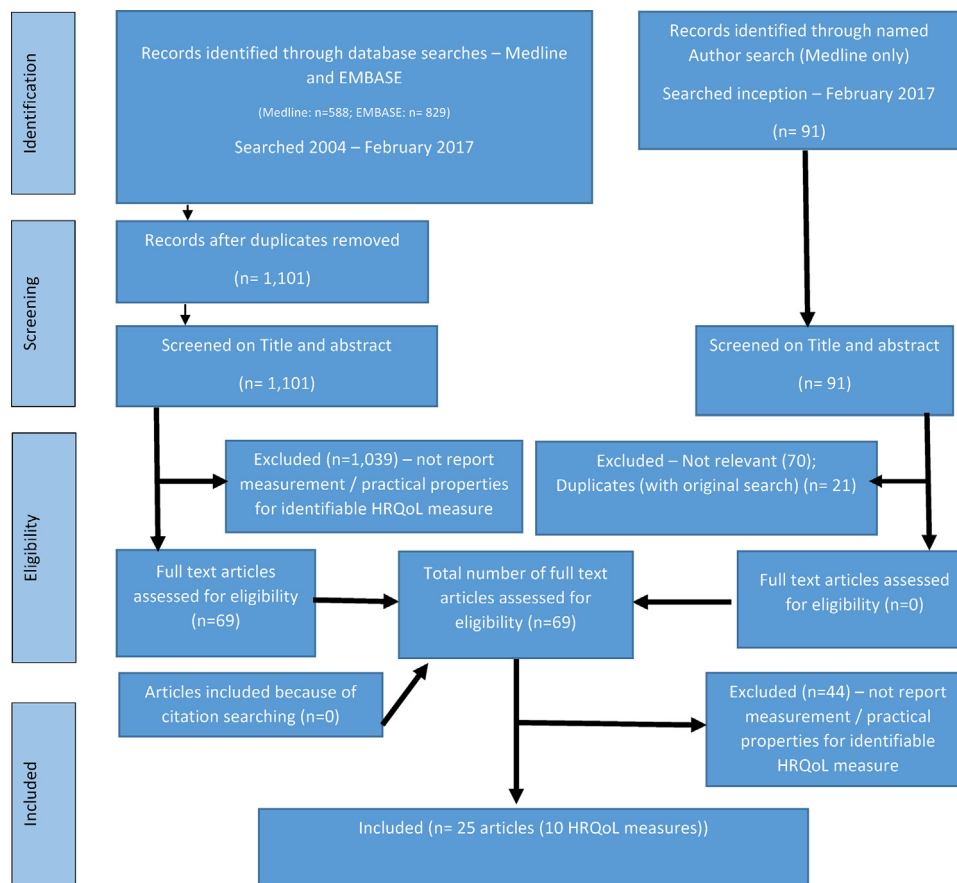 Identification
Records identified through database searches – Medline
and EMBASE
(Medline: n=588; EMBASE: n= 829)
Searched 2004 – February 2017
Records identified through named
Author search (Medline only)
Searched inception – February 2017
(n= 91)
Screening
Records after duplicates removed
(n= 1,101)
Screened on Title and abstract
(n= 1,101)
Screened on Title and abstract
(n= 91)
Eligibility
Excluded (n=1,039) – not report
measurement / practical properties
for identifiable HRQoL measure
Excluded – Not relevant (70);
Duplicates (with original search) (n= 21)
Full text articles
assessed for eligibility
(n=69)
Total number of full text
articles assessed for
eligibility (n=69)
Full text articles assessed
for eligibility (n=0)
Included
Articles included because of
citation searching (n=0)
Excluded (n=44) – not report
measurement / practical
properties for identifiable
HRQoL measure
Included (n= 25 articles (10 HRQoL measures))